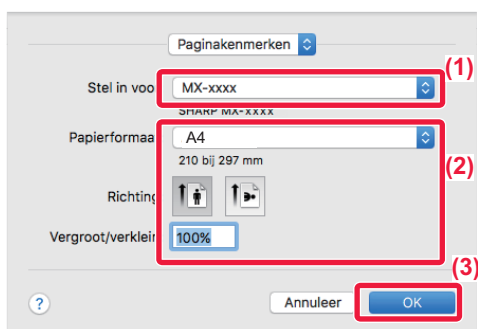 Paginakenmerken
(1)
Stel in voo MX-xxxx
SHARP MX-xxxx
Papierformaa A4
210 bij 297 mm
(2)
Richting
Vergroot/verklein 100%
(3)
? Annuleer OK